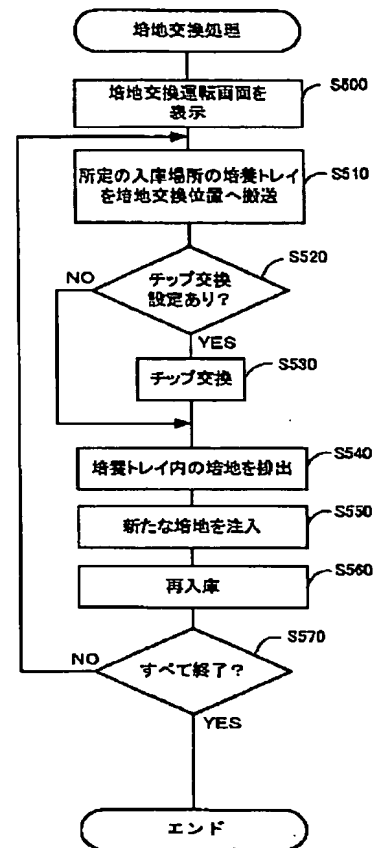 培地交換処理
S500
培地交換運転画面を
表示
所定の入庫場所の培養トレイ
を培地交換位置へ搬送
S510
S520
NO
チップ交換
設定あり?
YES
S530
チップ交換
S540
培養トレイ内の培地を排出
S550
新たな培地を注入
S560
再入庫
S570
NO
すべて終了?
YES
エンド